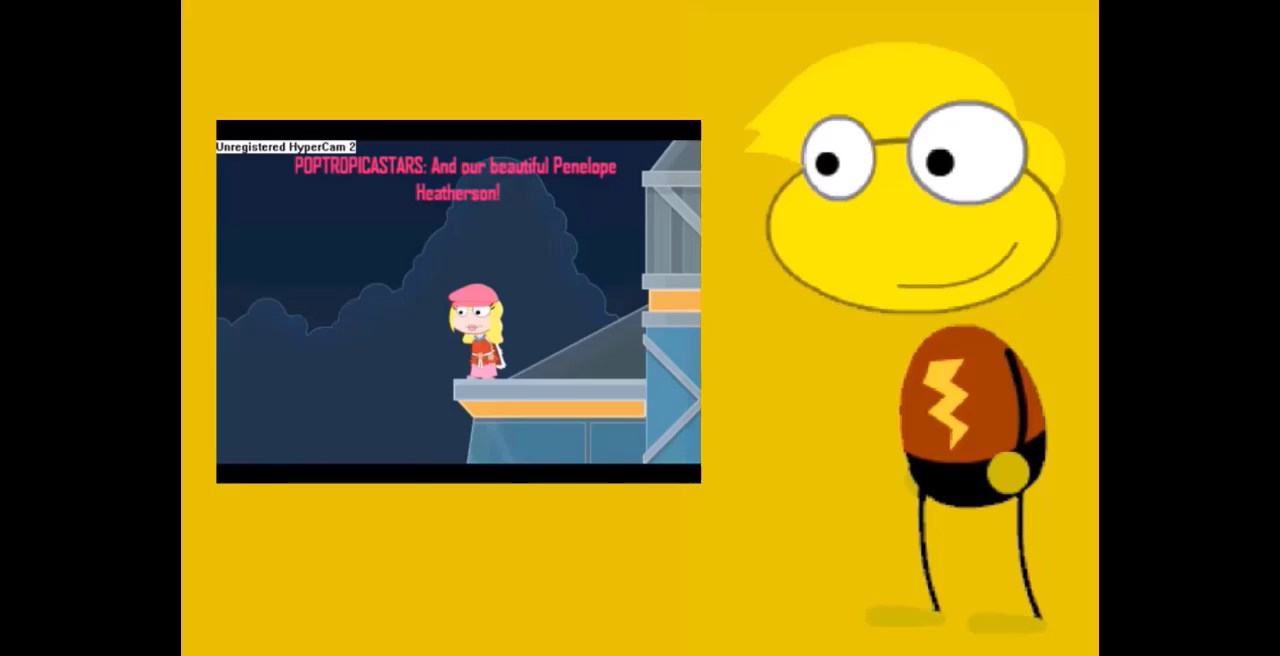 Unregistered HyperCam 2
POPTROPICASTARS: And our beautiful Penelope
Heatherson!